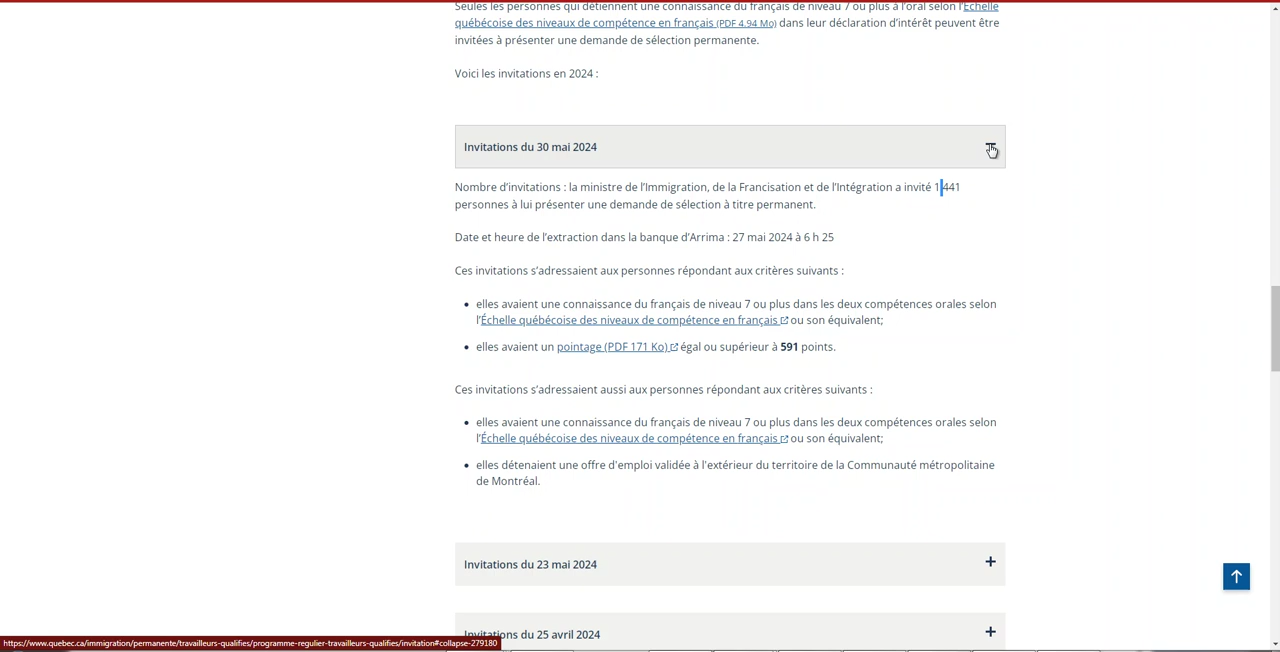 Seules les personnes qui détiennent une connaissance du français de niveau 7 ou plus à l'oral selon l'Échelle
québécoise des niveaux de compétence en français (PDF 4.94 Mo) dans leur déclaration d'intérêt peuvent être
invitées à présenter une demande de sélection permanente.
Voici les invitations en 2024 :
Invitations du 30 mai 2024
Nombre d'invitations : la ministre de l'Immigration, de la Francisation et de l'Intégration a invité 1 441
personnes à lui présenter une demande de sélection à titre permanent.
Date et heure de l'extraction dans la banque d'Arrima : 27 mai 2024 à 6 h 25
Ces invitations s'adressaient aux personnes répondant aux critères suivants :
• elles avaient une connaissance du français de niveau 7 ou plus dans les deux compétences orales selon
l'Échelle québécoise des niveaux de compétence en français ou son équivalent;
• elles avaient un pointage (PDF 171 Ko) égal ou supérieur à 591 points.
Ces invitations s'adressaient aussi aux personnes répondant aux critères suivants :
• elles avaient une connaissance du français de niveau 7 ou plus dans les deux compétences orales selon
l'Échelle québécoise des niveaux de compétence en français ou son équivalent;
• elles détenaient une offre d'emploi validée à l'extérieur du territoire de la Communauté métropolitaine
de Montréal.
Invitations du 23 mai 2024
Invitations du 25 avril 2024
https://www.quebec.ca/immigration/permanente/travailleurs-qualifies/programme-regulier-travailleurs-qualifies/invitation#collapse-279180